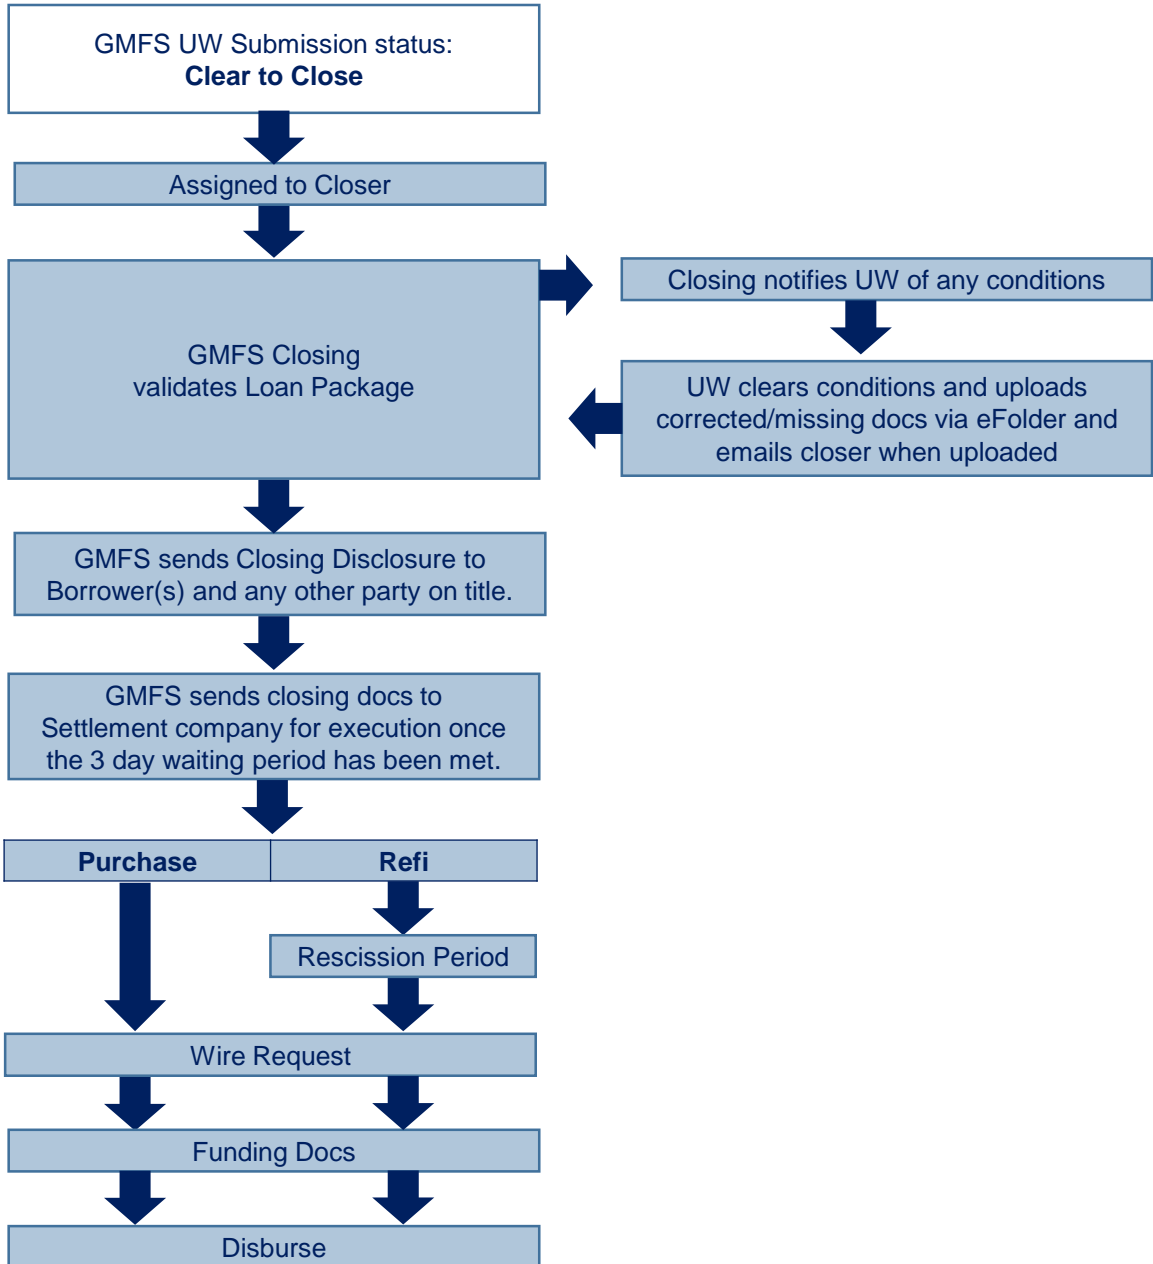 GMFS UW Submission status:
Clear to Close
Assigned to Closer
GMFS Closing
validates Loan Package
Closing notifies UW of any conditions
UW clears conditions and uploads
corrected/missing docs via eFolder and
emails closer when uploaded
GMFS sends Closing Disclosure to
Borrower(s) and any other party on title.
GMFS sends closing docs to
Settlement company for execution once
the 3 day waiting period has been met.
Purchase
Refi
Rescission Period
Wire Request
Funding Docs
Disburse